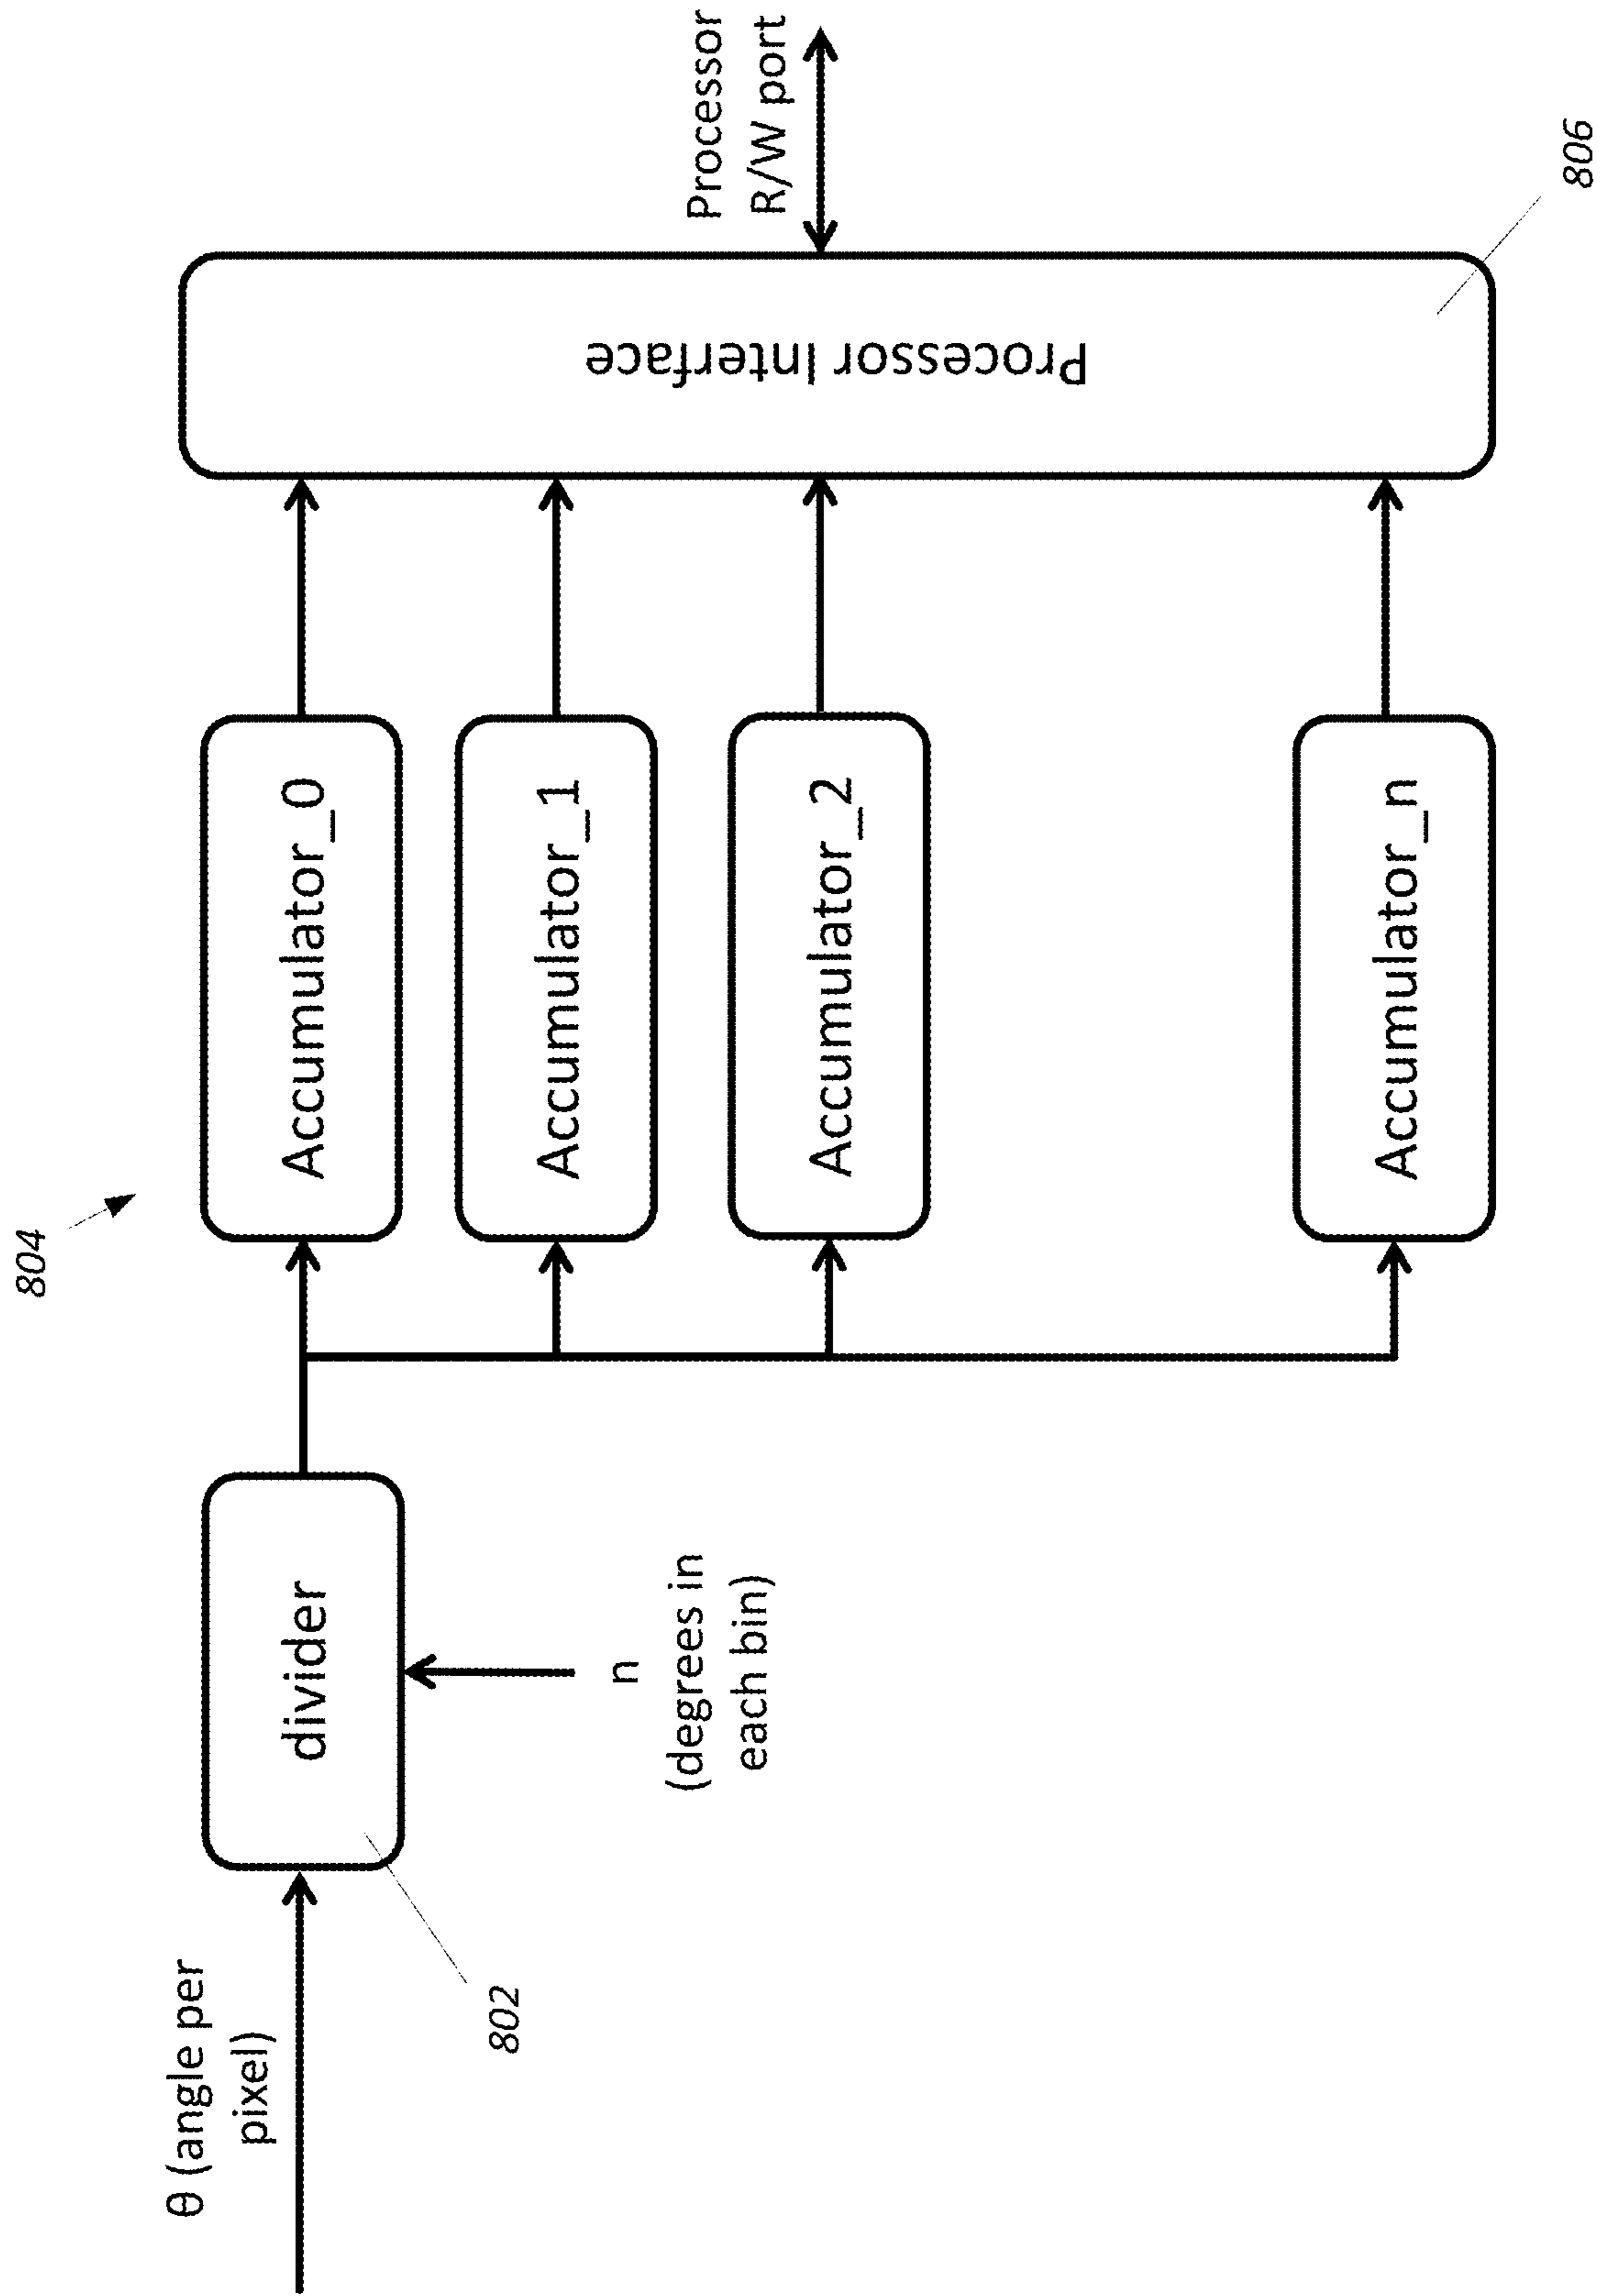 θ (angle per
pixel)
802
divider
n
(degrees in
each bin)
804
Accumulator_0
Accumulator_1
Accumulator_2
Accumulator_n
Processor Interface
806
Processor
R/W port